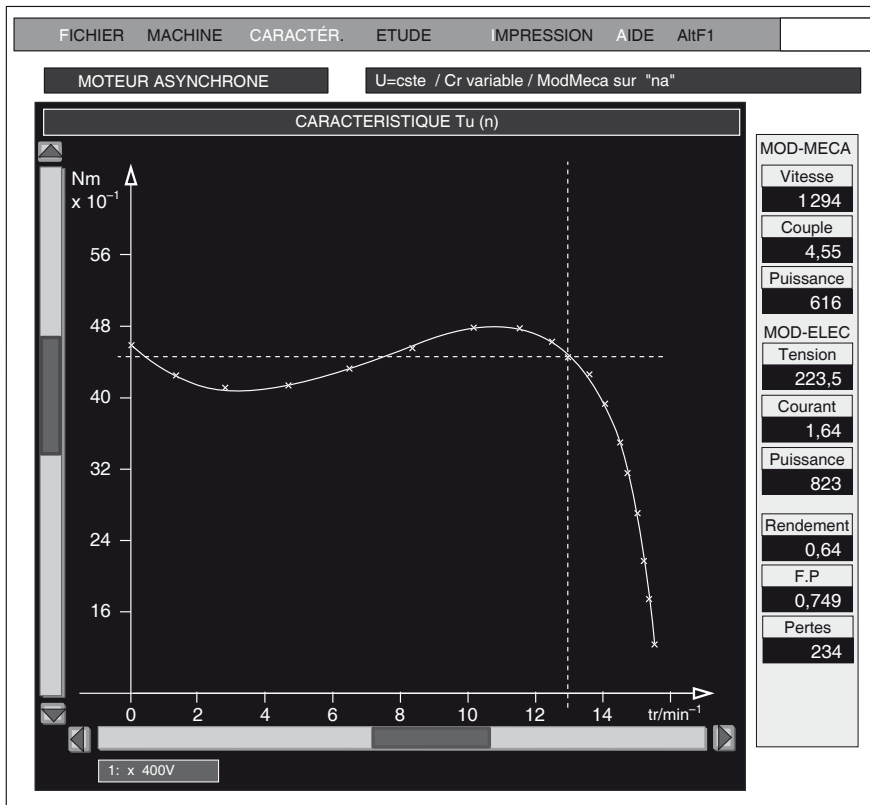 FICHIER MACHINE CARACTÉR. ETUDE IMPRESSION AIDE AltF1
MOTEUR ASYNCHRONE
U=cste / Cr variable / ModMeca sur "na"
CARACTERISTIQUE Tu (n)
Nm
x 10⁻¹
56
48
40
32
24
16
0 2 4 6 8 10 12 14 tr/min⁻¹
1: x 400V
MOD-MECA
Vitesse
1 294
Couple
4,55
Puissance
616
MOD-ELEC
Tension
223,5
Courant
1,64
Puissance
823
Rendement
0,64
F.P
0,749
Pertes
234